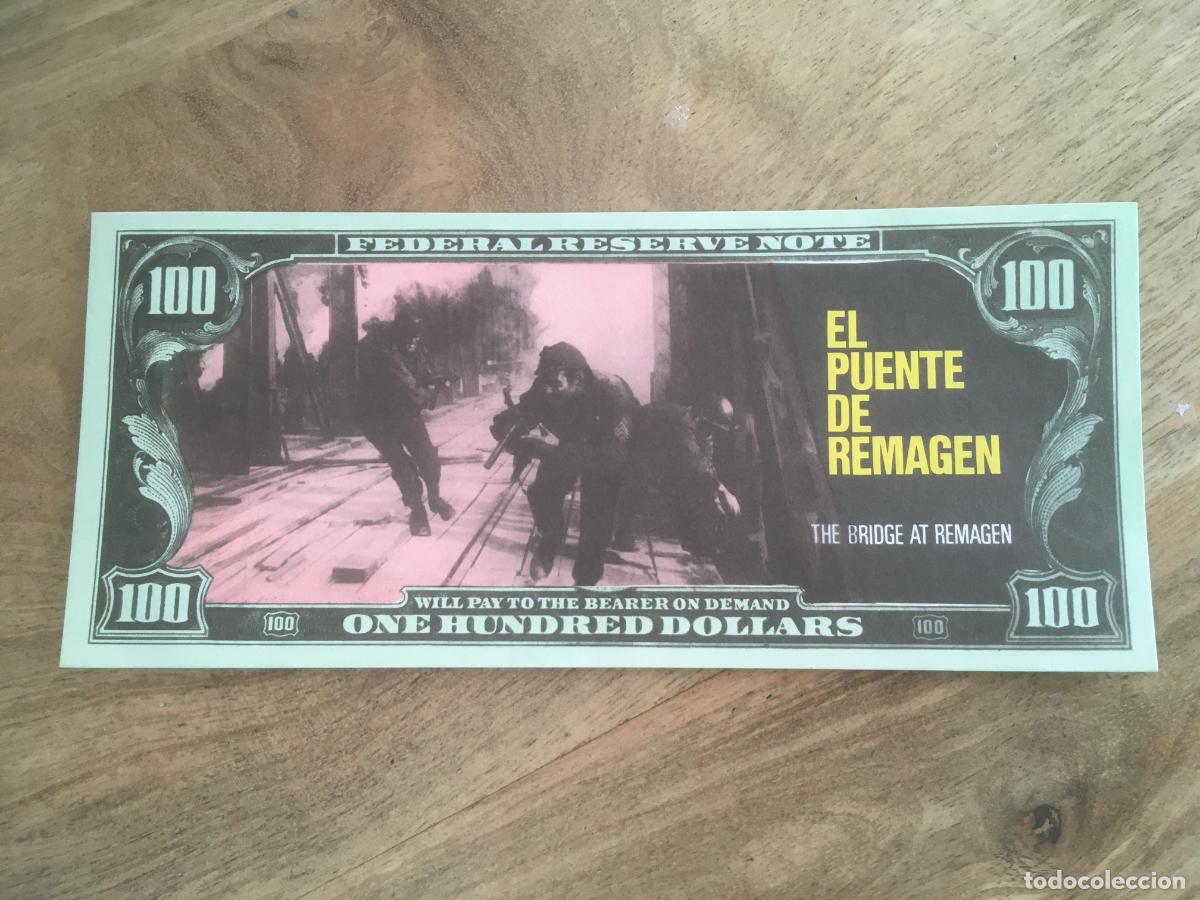 FEDERAL RESERVE NOTE
100
100
EL
PUENTE
DE
REMAGEN
THE BRIDGE AT REMAGEN
100
100
WILL PAY TO THE BEARER ON DEMAND
ONE HUNDRED DOLLARS
100
100
todocoleccion